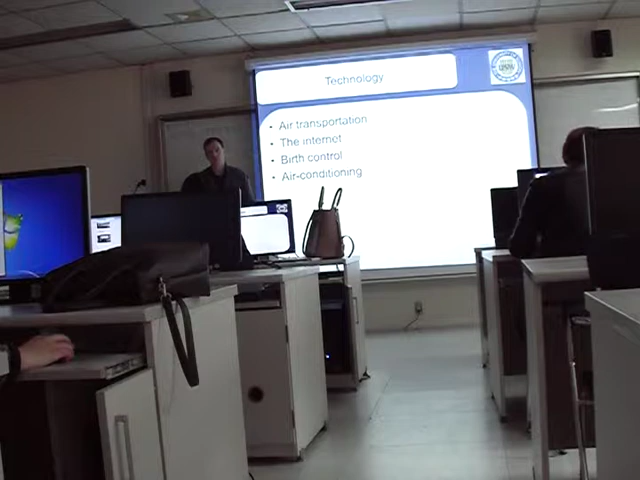 Technology
• Air transportation
• The internet
• Birth control
• Air-conditioning